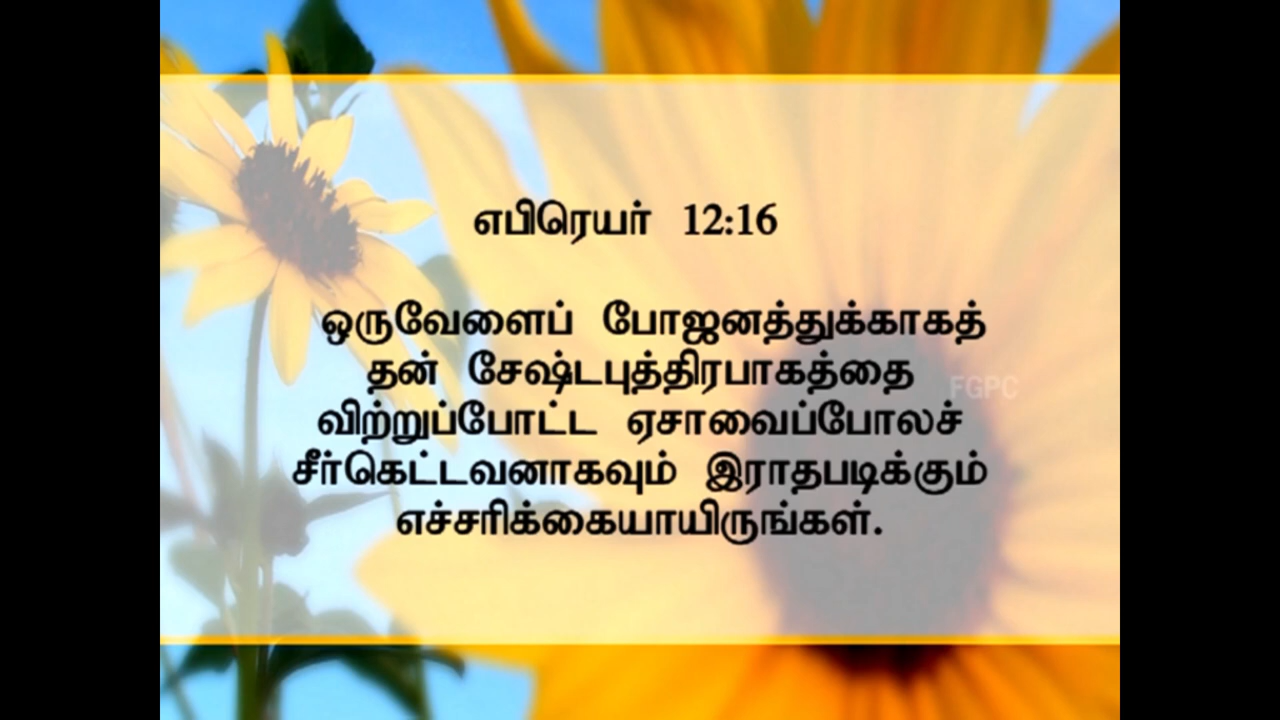 எபிரெயர் 12:16
ஒருவேளைப் போஜனத்துக்காகத்
தன் சேஷ்டபுத்திரபாகத்தை
FGPC
விற்றுப்போட்ட ஏசாவைப்போலச்
சீர்கெட்டவனாகவும் இராதபடிக்கும்
எச்சரிக்கையாயிருங்கள்.